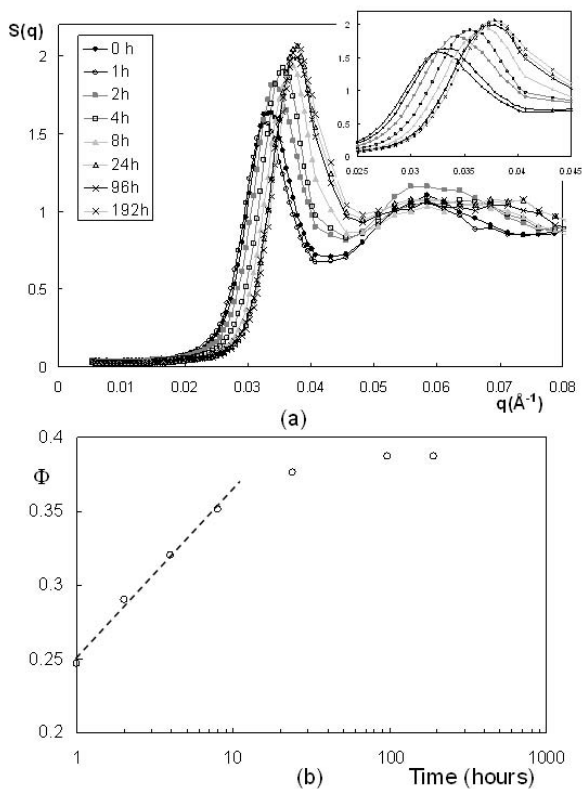 S(q)
2
1.5
1
0.5
0
0 h
1h
2h
4h
8h
24h
96h
192h
2
1.5
1
0.5
0
0.025 0.03 0.035 0.04 0.045
0 0.01 0.02 0.03 0.04 0.05 0.06 0.07 0.08
q(Å⁻¹)
(a)
0.4
Φ
0.35
0.3
0.25
0.2
1 10 100 1000
(b) Time (hours)